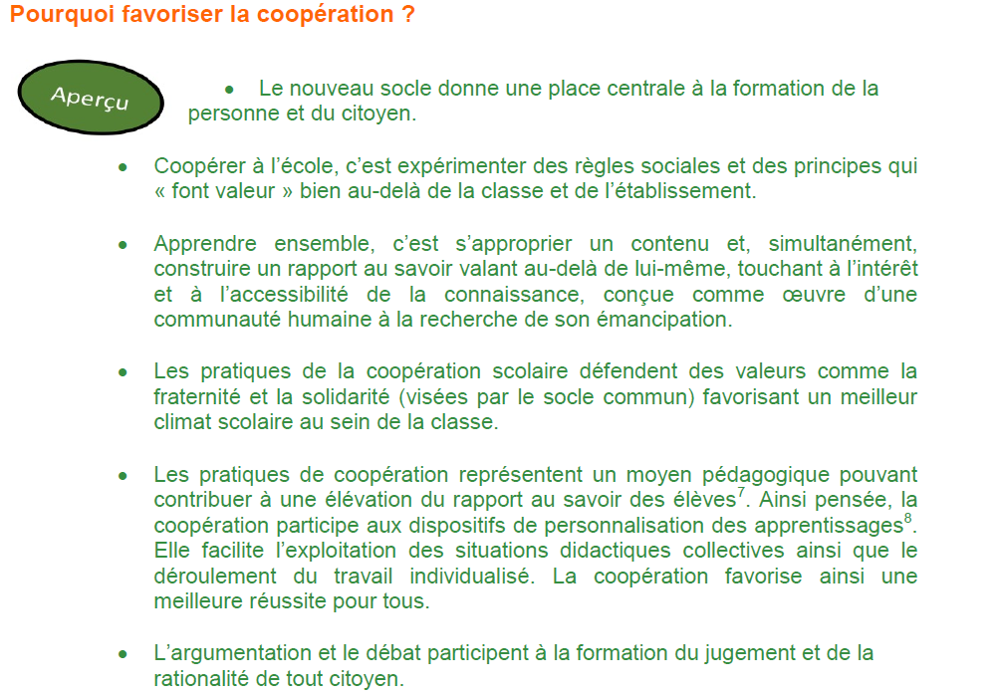 Pourquoi favoriser la coopération ?
Aperçu
• Le nouveau socle donne une place centrale à la formation de la
personne et du citoyen.
• Coopérer à l’école, c’est expérimenter des règles sociales et des principes qui
« font valeur » bien au-delà de la classe et de l’établissement.
• Apprendre ensemble, c’est s’approprier un contenu et, simultanément,
construire un rapport au savoir valant au-delà de lui-même, touchant à l’intérêt
et à l’accessibilité de la connaissance, conçue comme œuvre d’une
communauté humaine à la recherche de son émancipation.
• Les pratiques de la coopération scolaire défendent des valeurs comme la
fraternité et la solidarité (visées par le socle commun) favorisant un meilleur
climat scolaire au sein de la classe.
• Les pratiques de coopération représentent un moyen pédagogique pouvant
contribuer à une élévation du rapport au savoir des élèves⁷. Ainsi pensée, la
coopération participe aux dispositifs de personnalisation des apprentissages⁸.
Elle facilite l’exploitation des situations didactiques collectives ainsi que le
déroulement du travail individualisé. La coopération favorise ainsi une
meilleure réussite pour tous.
• L’argumentation et le débat participent à la formation du jugement et de la
rationalité de tout citoyen.